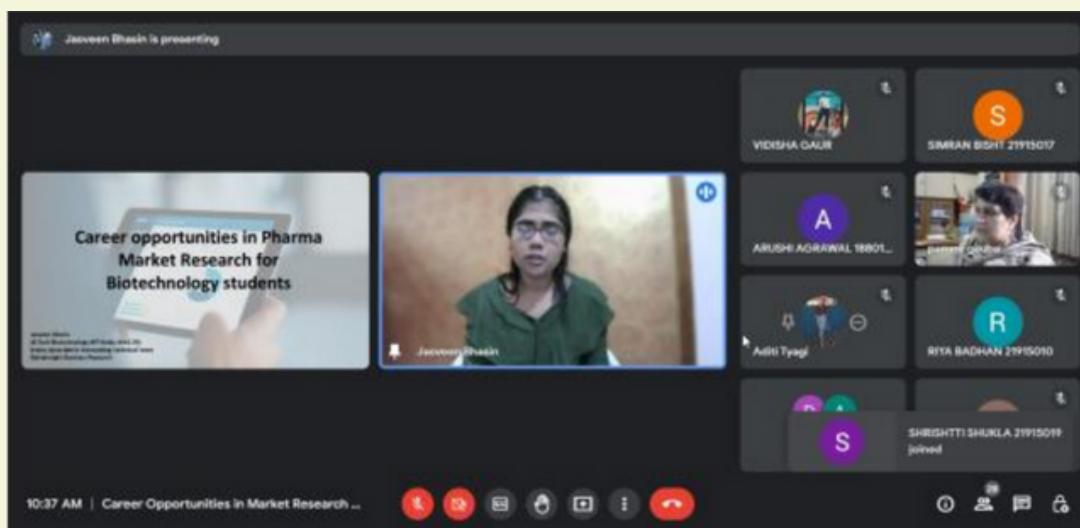 Jasveen Bhasin is presenting
VIDISHA GAUR
SIMRAN BISHT 21915017
S
Career opportunities in Pharma
Market Research for
Biotechnology students
Jasveen Bhasin
A
ARUSHI AGRAWAL 18801...
R
Aditi Tyagi
RIYA BADHAN 21915010
S
SHRISHTTI SHUKLA 21915019
joined
10:37 AM | Career Opportunities in Market Research ...
28